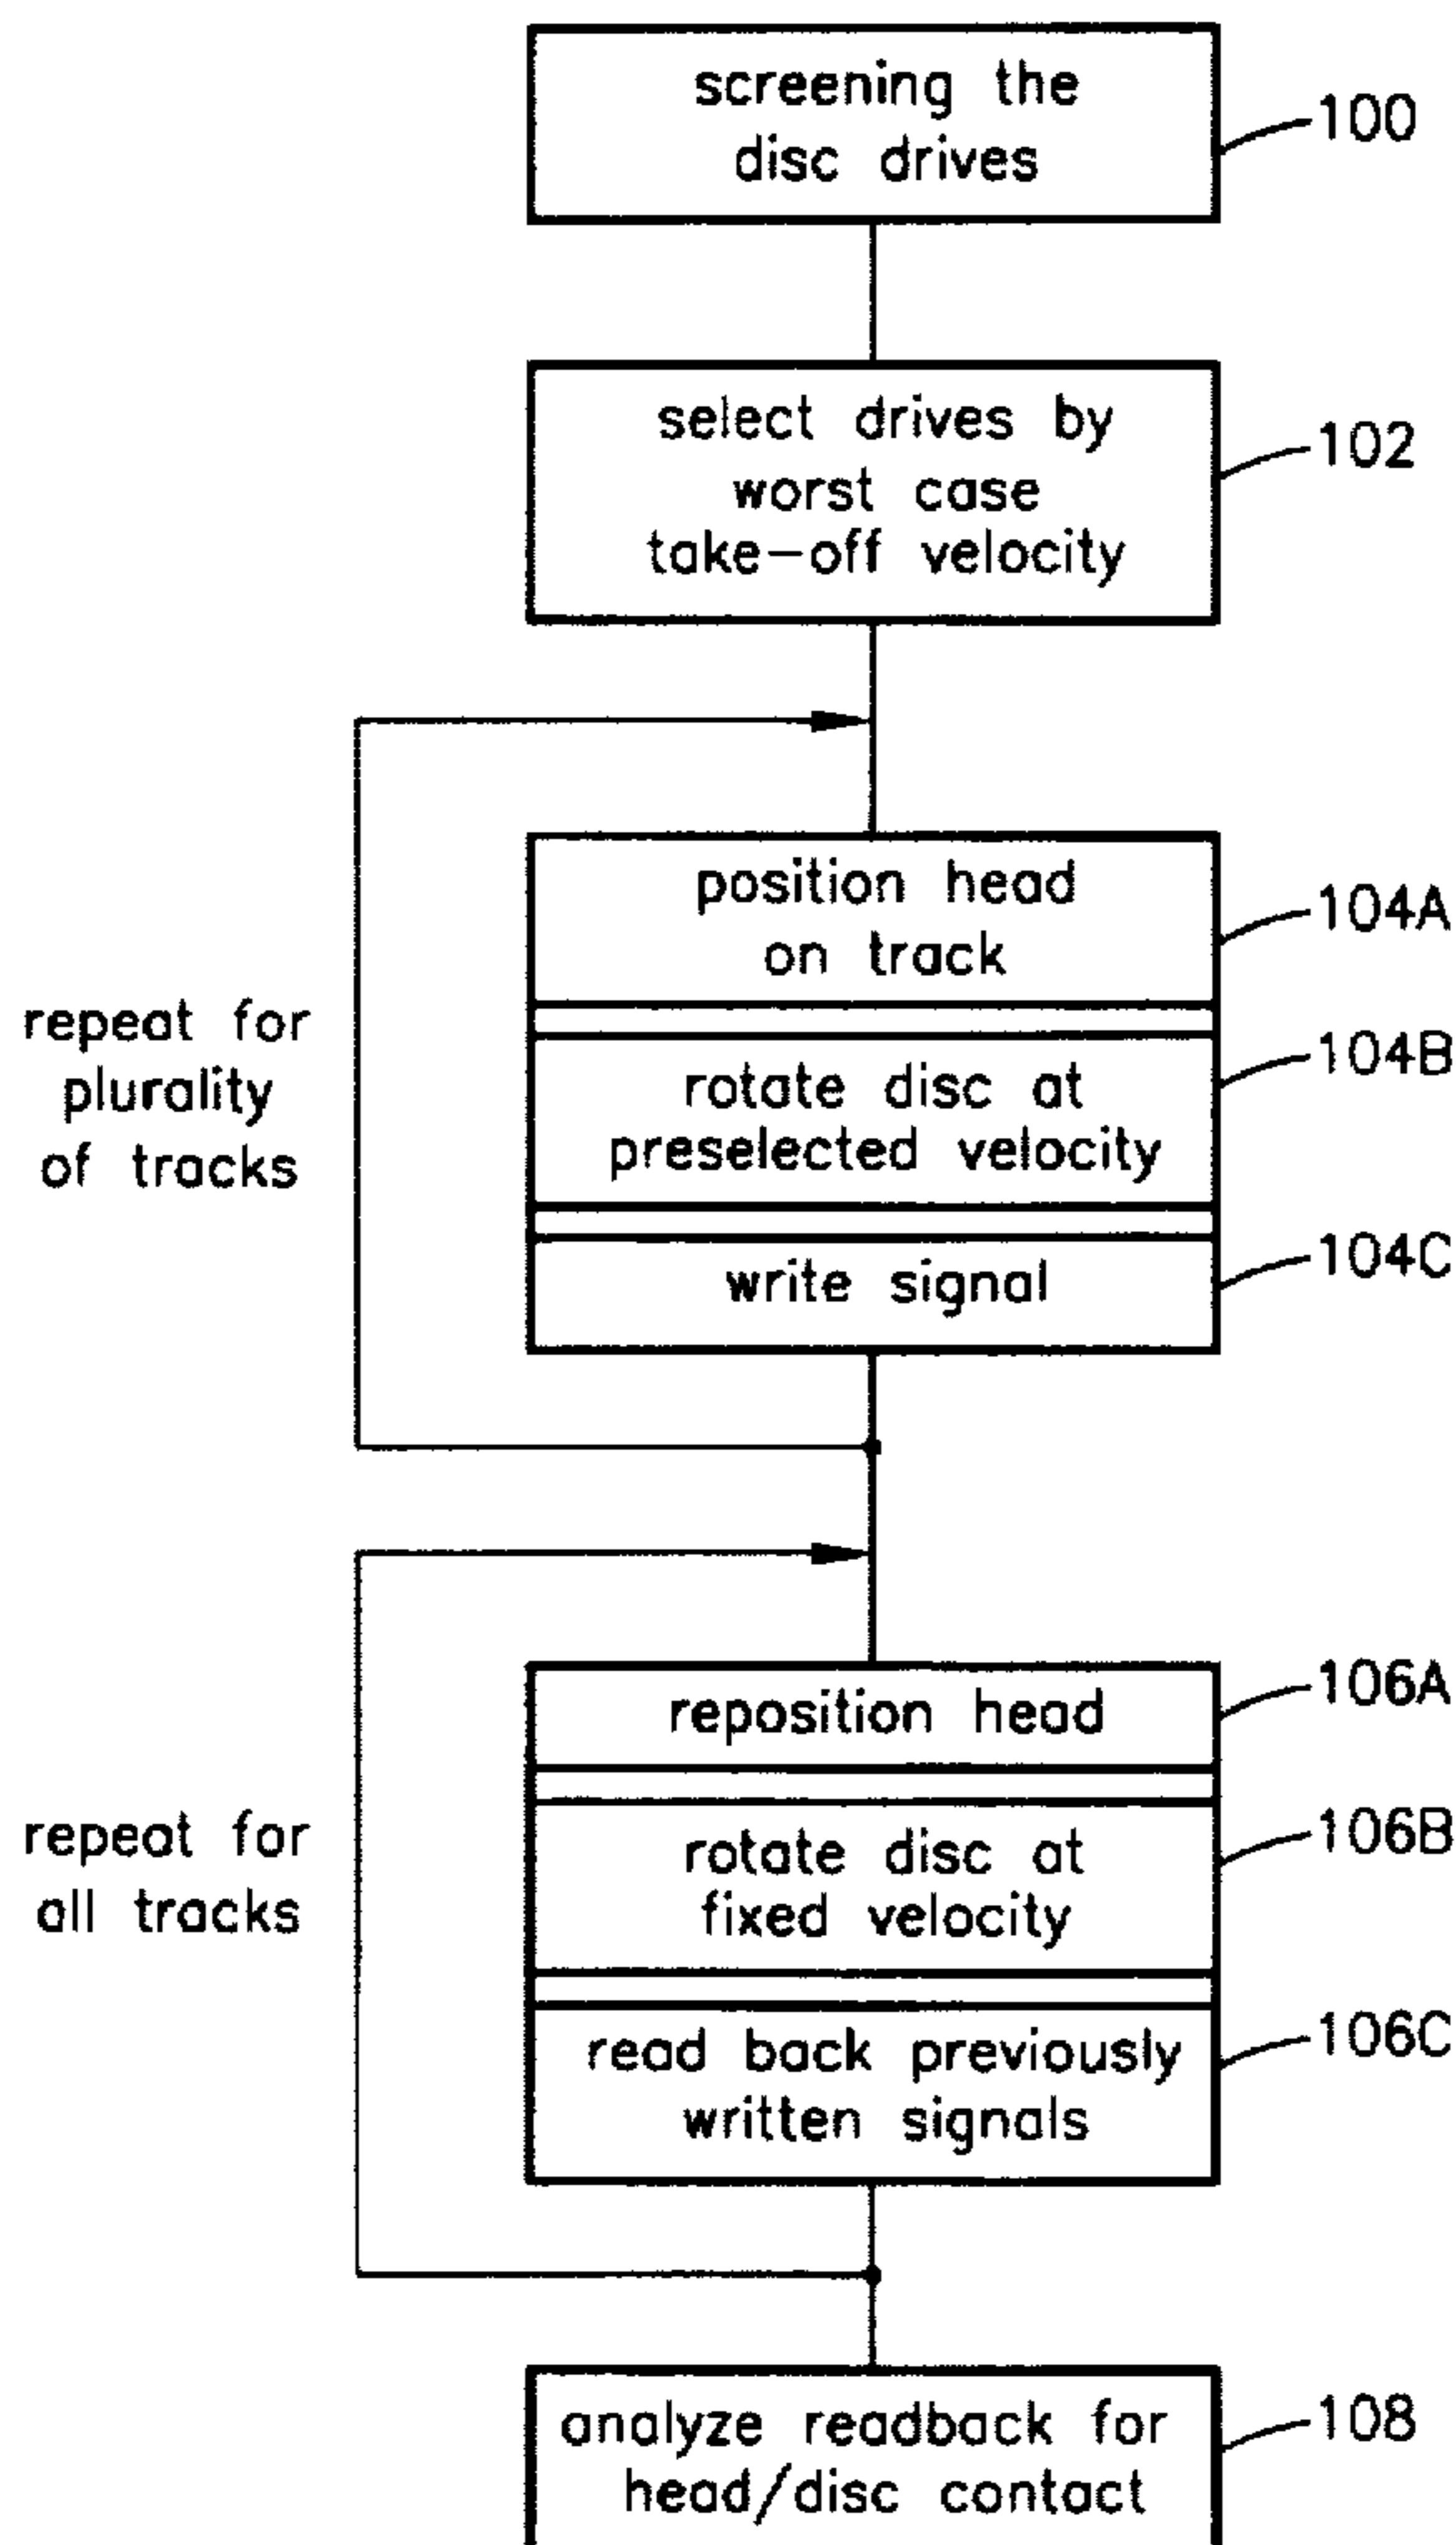 screening the
disc drives
100
select drives by
worst case
take-off velocity
102
repeat for
plurality
of tracks
position head
on track
104A
rotate disc at
preselected velocity
104B
write signal
104C
repeat for
all tracks
reposition head
106A
rotate disc at
fixed velocity
106B
read back previously
written signals
106C
analyze readback for
head/disc contact
108